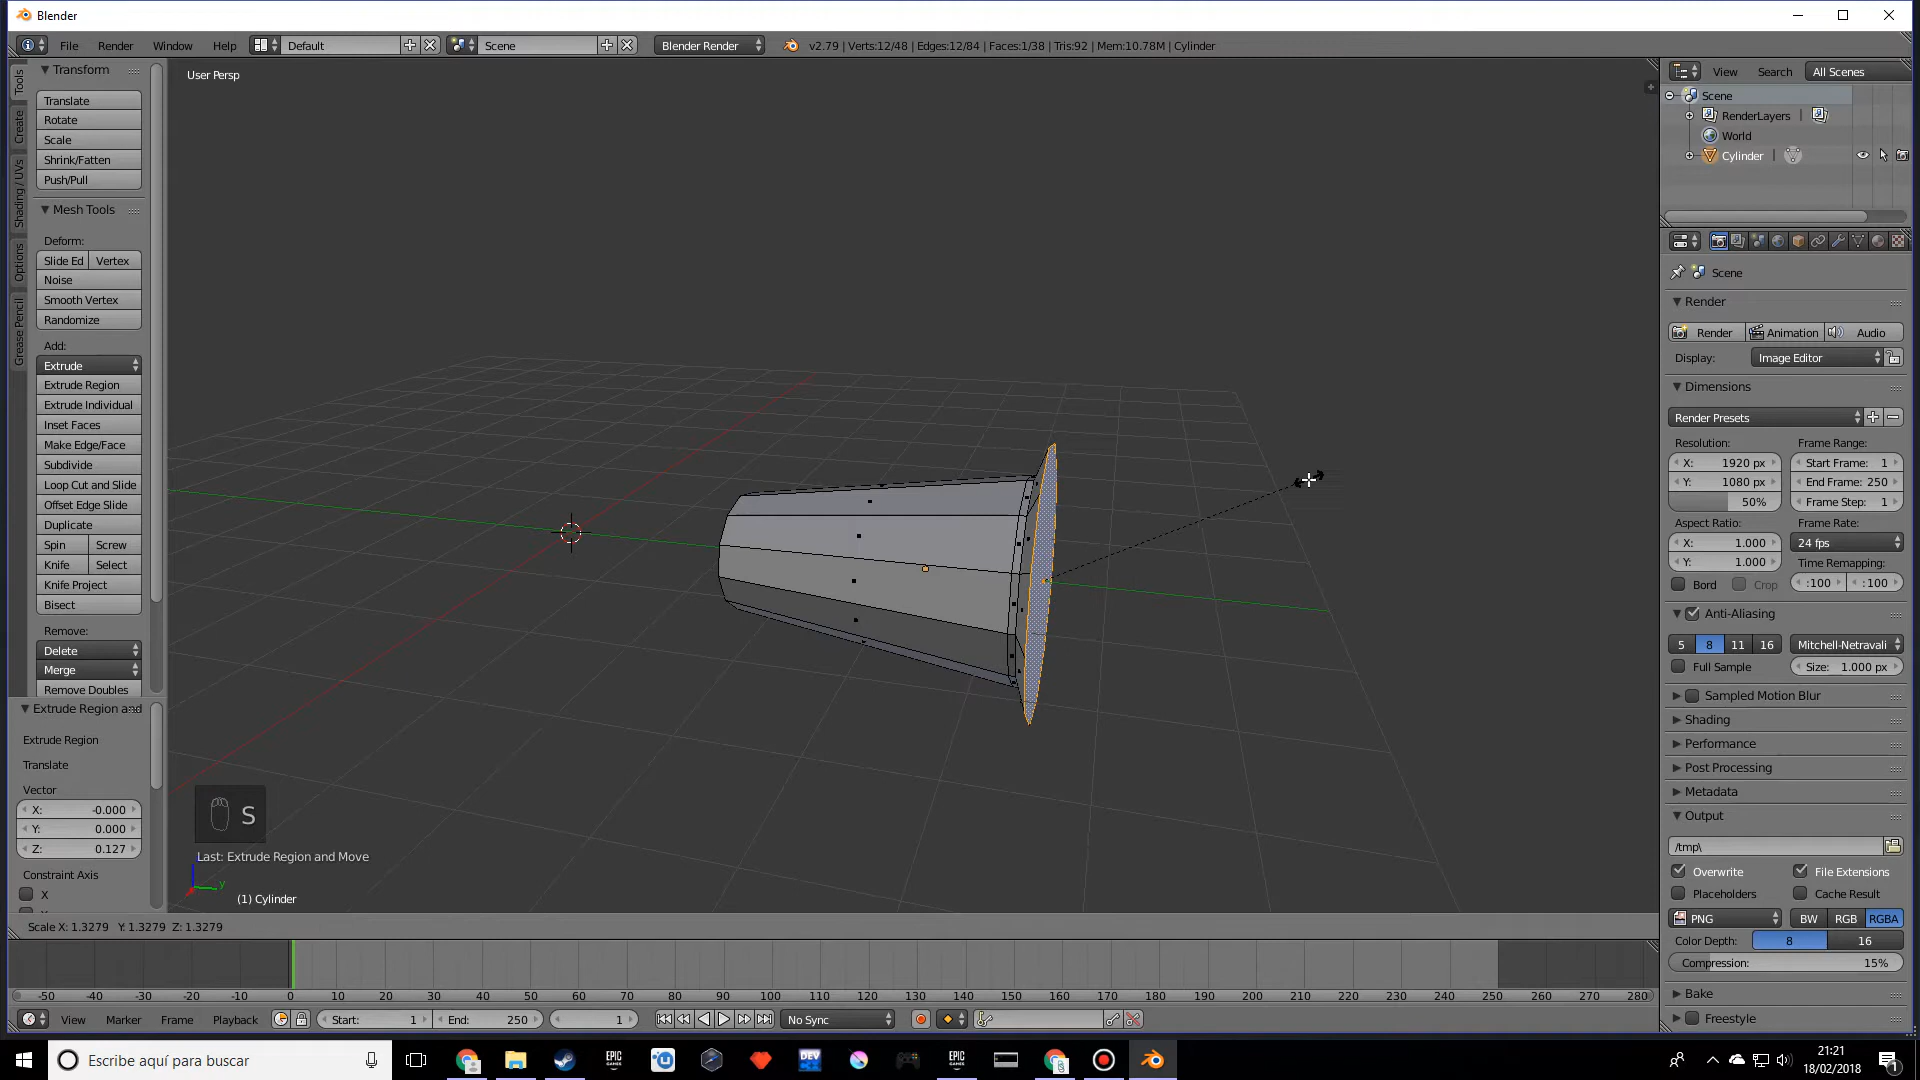 Blender
File Render Window Help Default Scene Blender Render v2.79 | Verts:12/48 | Edges:12/84 | Faces:1/38 | Tris:92 | Mem:10.78M | Cylinder
Tools
Create
Shading / UVs
Options
Grease Pencil
Transform
Translate
Rotate
Scale
Shrink/Fatten
Push/Pull
Mesh Tools
Deform:
Slide Ed Vertex
Noise
Smooth Vertex
Randomize
Add:
Extrude
Extrude Region
Extrude Individual
Inset Faces
Make Edge/Face
Subdivide
Loop Cut and Slide
Offset Edge Slide
Duplicate
Spin Screw
Knife Select
Knife Project
Bisect
Remove:
Delete
Merge
Remove Doubles
Extrude Region and
Extrude Region
Translate
Vector
X: -0.000
Y: 0.000
Z: 0.127
Constraint Axis
X
User Persp
S
Last: Extrude Region and Move
y
(1) Cylinder
Scale X: 1.3279 Y: 1.3279 Z: 1.3279
View Search All Scenes
Scene
RenderLayers |
World
Cylinder |
Scene
Render
Render Animation Audio
Display: Image Editor
Dimensions
Render Presets
Resolution: Frame Range:
X: 1920 px Start Frame: 1
Y: 1080 px End Frame: 250
50% Frame Step: 1
Aspect Ratio: Frame Rate:
X: 1.000 24 fps
Y: 1.000 Time Remapping:
Bord Crop :100 :100
Anti-Aliasing
5 8 11 16 Mitchell-Netravali
Full Sample Size: 1.000 px
Sampled Motion Blur
Shading
Performance
Post Processing
Metadata
Output
/tmp\
Overwrite File Extensions
Placeholders Cache Result
PNG BW RGB RGBA
Color Depth: 8 16
Compression: 15%
Bake
Freestyle
-50 -40 -30 -20 -10 0 10 20 30 40 50 60 70 80 90 100 110 120 130 140 150 160 170 180 190 200 210 220 230 240 250 260 270 280
View Marker Frame Playback Start: 1 End: 250 1 No Sync
Escribe aquí para buscar
EPIC GAMES
DEV
EPIC GAMES
21:21
18/02/2018
1